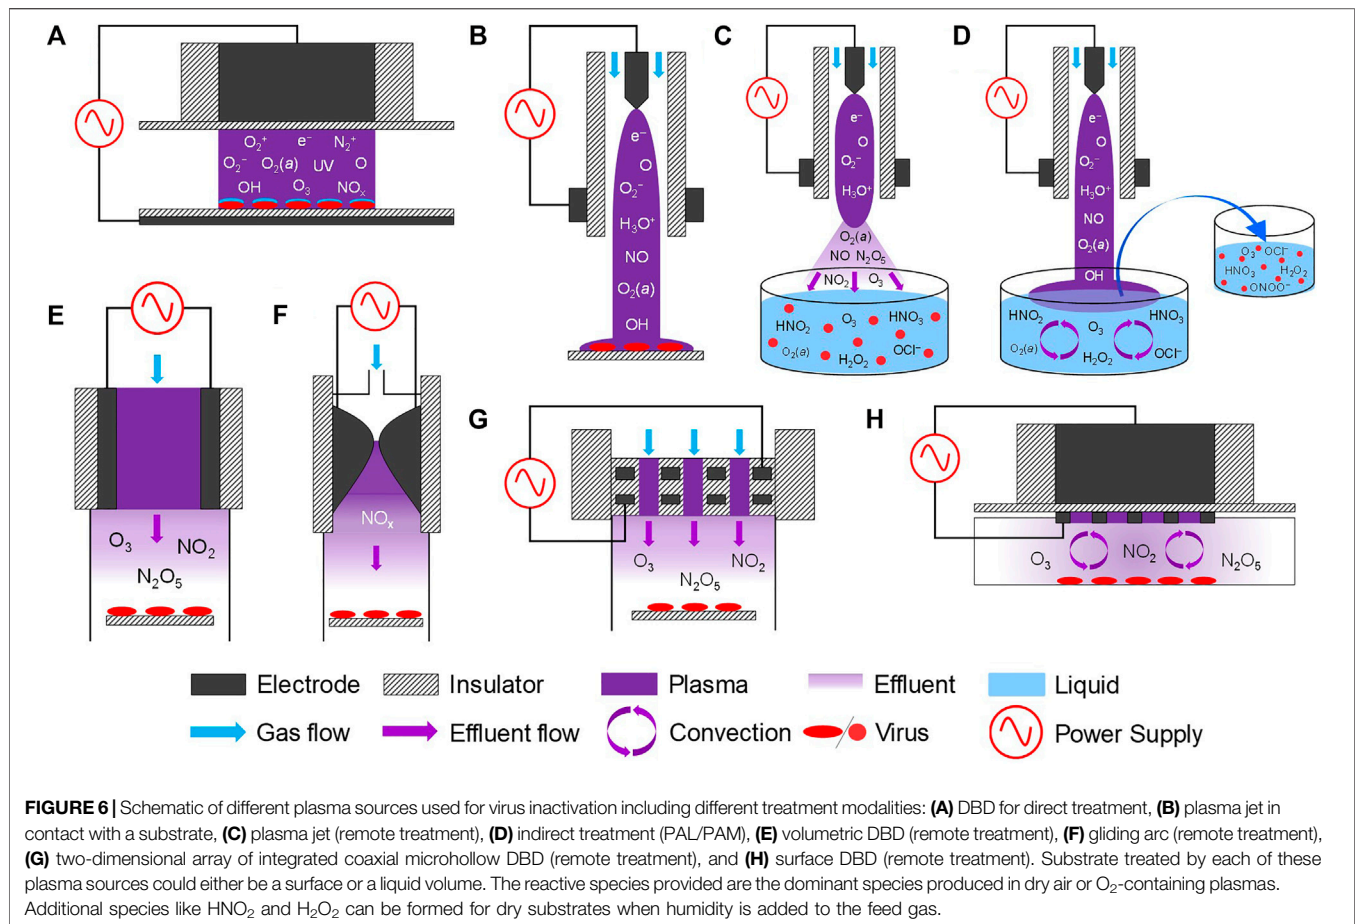 A
O₂⁺ e⁻ N₂⁺
O₂⁻ O₂(a) UV O
OH O₃ NOₓ
B
e⁻
O
O₂⁻
H₃O⁺
NO
O₂(a)
OH
C
e⁻
O
O₂⁻
H₃O⁺
O₂(a)
NO N₂O₅
NO₂ O₃
HNO₂ O₃ HNO₃
O₂(a) H₂O₂ OCl⁻
D
e⁻
O
O₂⁻
H₃O⁺
NO
O₂(a)
OH
HNO₂ O₃ HNO₃
O₂(a) H₂O₂ OCl⁻
O₃ OCl⁻
HNO₃ H₂O₂
ONOO⁻
E
O₃ NO₂
N₂O₅
F
NOₓ
G
O₃ NO₂
N₂O₅
H
O₃ NO₂ N₂O₅
Electrode Insulator Plasma Effluent Liquid
Gas flow Effluent flow Convection Virus Power Supply
FIGURE 6 | Schematic of different plasma sources used for virus inactivation including different treatment modalities: (A) DBD for direct treatment, (B) plasma jet in
contact with a substrate, (C) plasma jet (remote treatment), (D) indirect treatment (PAL/PAM), (E) volumetric DBD (remote treatment), (F) gliding arc (remote treatment),
(G) two-dimensional array of integrated coaxial microhollow DBD (remote treatment), and (H) surface DBD (remote treatment). Substrate treated by each of these
plasma sources could either be a surface or a liquid volume. The reactive species provided are the dominant species produced in dry air or O₂-containing plasmas.
Additional species like HNO₂ and H₂O₂ can be formed for dry substrates when humidity is added to the feed gas.